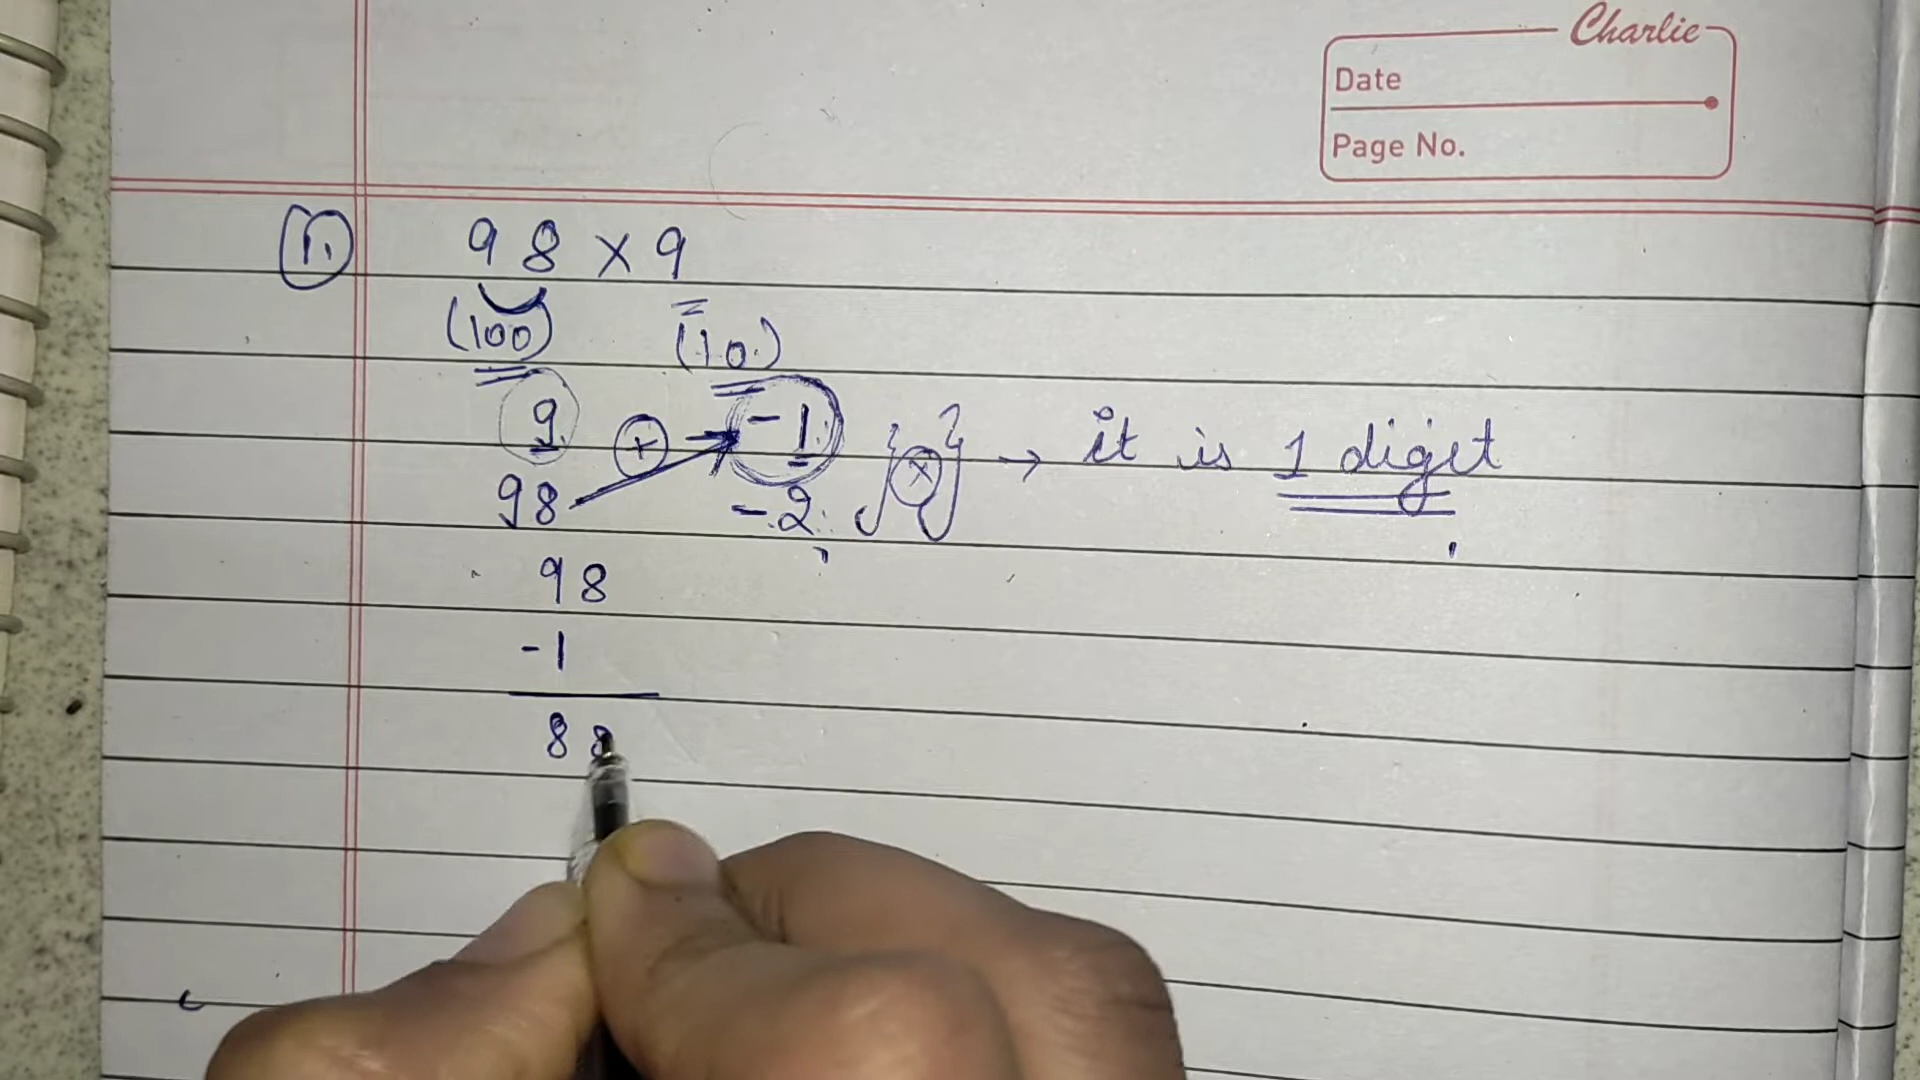 Charlie
Date
Page No.
1. 98 × 9
(100) (10)
9 + -1 } × } → it is 1 diget
98 -2
98
-1
88